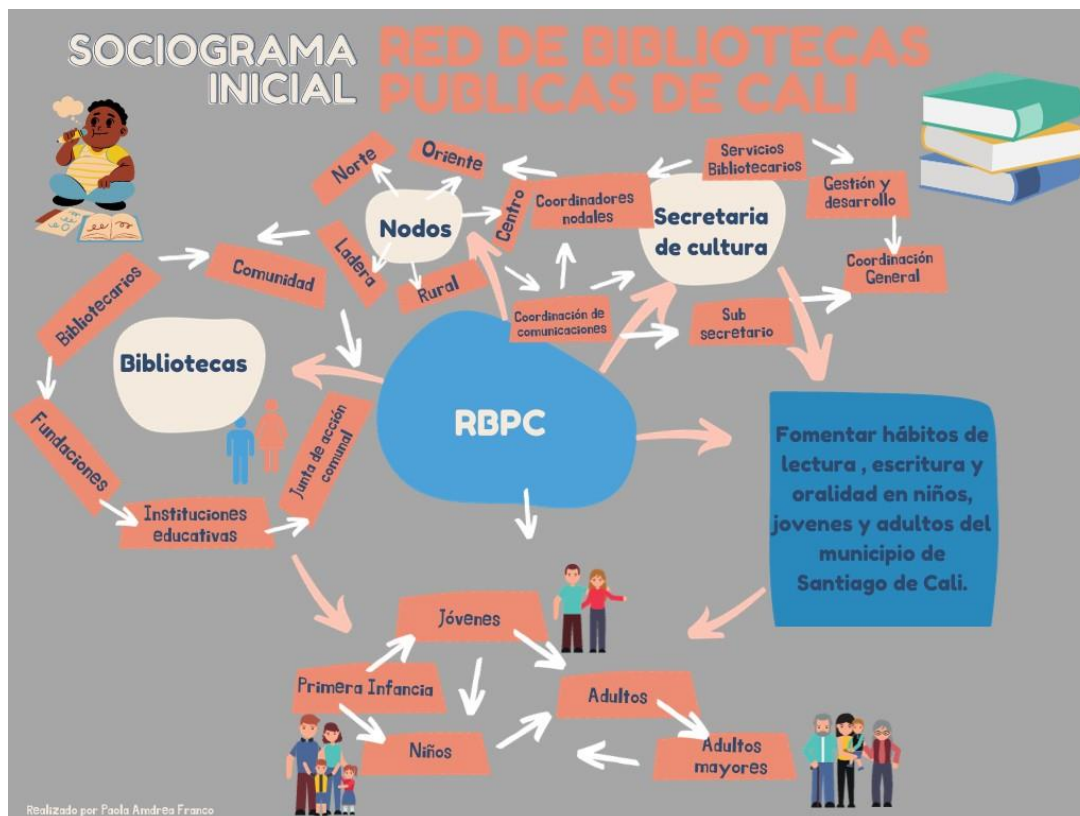 SOCIOGRAMA
INICIAL
RED DE BIBLIOTECAS
PUBLICAS DE CALI
Norte
Oriente
Centro
Nodos
Ladera
Rural
Coordinadores
nodales
Servicios
Bibliotecarios
Secretaria
de cultura
Gestión y
desarrollo
Coordinación
General
Sub
secretario
Coordinación de
comunicaciones
Bibliotecarios
Comunidad
Bibliotecas
Fundaciones
Instituciones
educativas
Junta de acción
comunal
RBPC
Fomentar hábitos de
lectura , escritura y
oralidad en niños,
jovenes y adultos del
municipio de
Santiago de Cali.
Jóvenes
Primera Infancia
Niños
Adultos
Adultos
mayores
Realizado por Paola Amdrea Franco